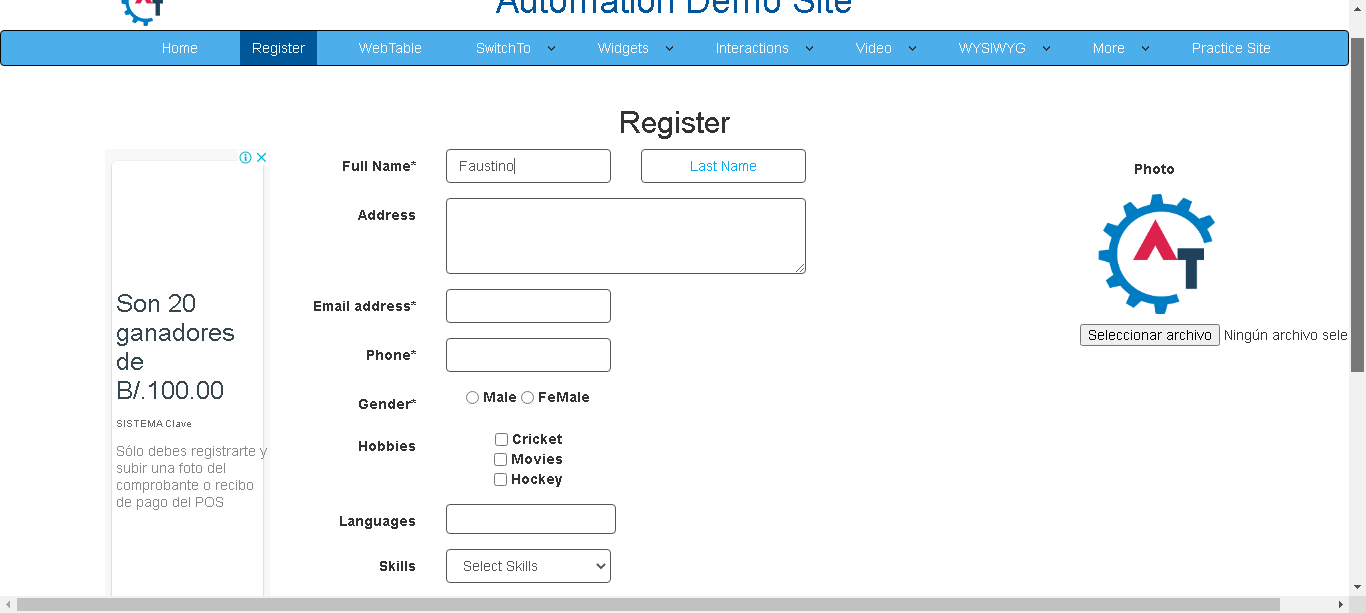 Automation Demo Site
Home Register WebTable SwitchTo Widgets Interactions Video WYSIWYG More Practice Site
Register
Full Name* Faustino Last Name
Photo
Address
AT
Email address*
Seleccionar archivo Ningún archivo sele
Phone*
Gender* Male FeMale
Hobbies Cricket
Movies
Hockey
Languages
Skills Select Skills
Son 20
ganadores
de
B/.100.00
SISTEMA Clave
Sólo debes registrarte y
subir una foto del
comprobante o recibo
de pago del POS